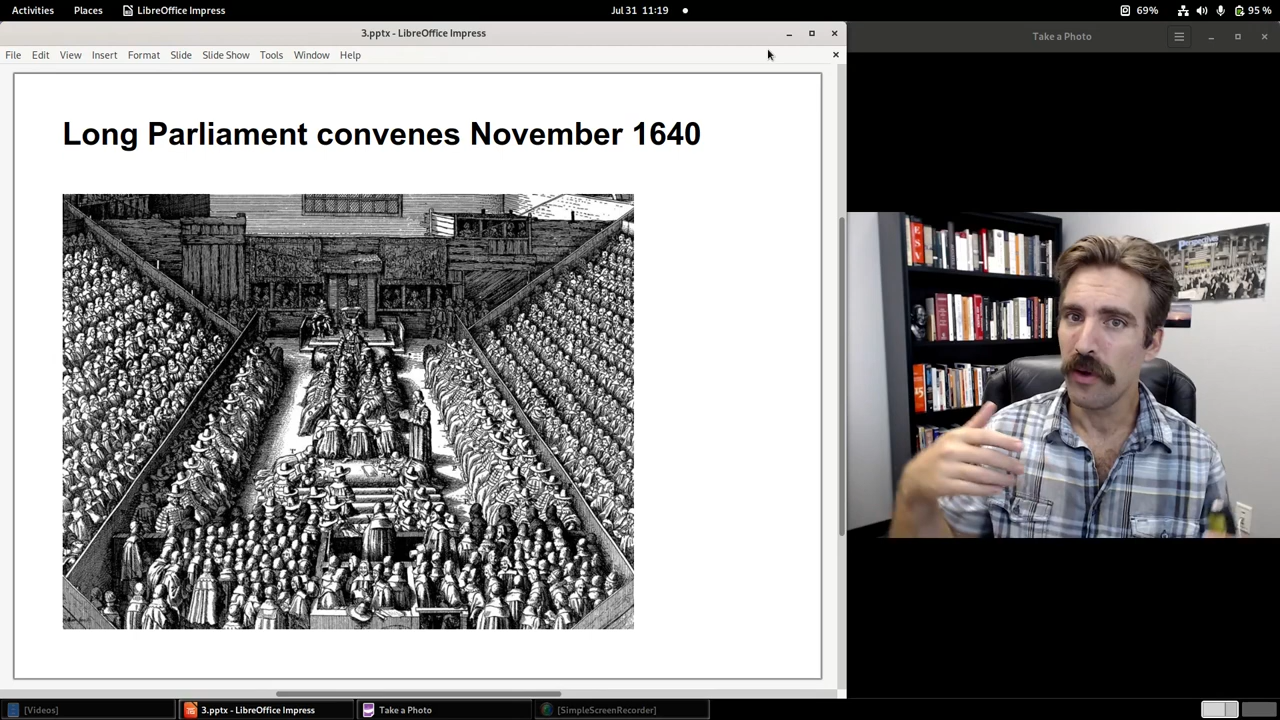 Activities Places LibreOffice Impress Jul 31 11:19 69% 95 %
3.pptx - LibreOffice Impress
Take a Photo
File Edit View Insert Format Slide Slide Show Tools Window Help
Long Parliament convenes November 1640
ESV
Perspectives
[Videos] 3.pptx - LibreOffice Impress Take a Photo [SimpleScreenRecorder]